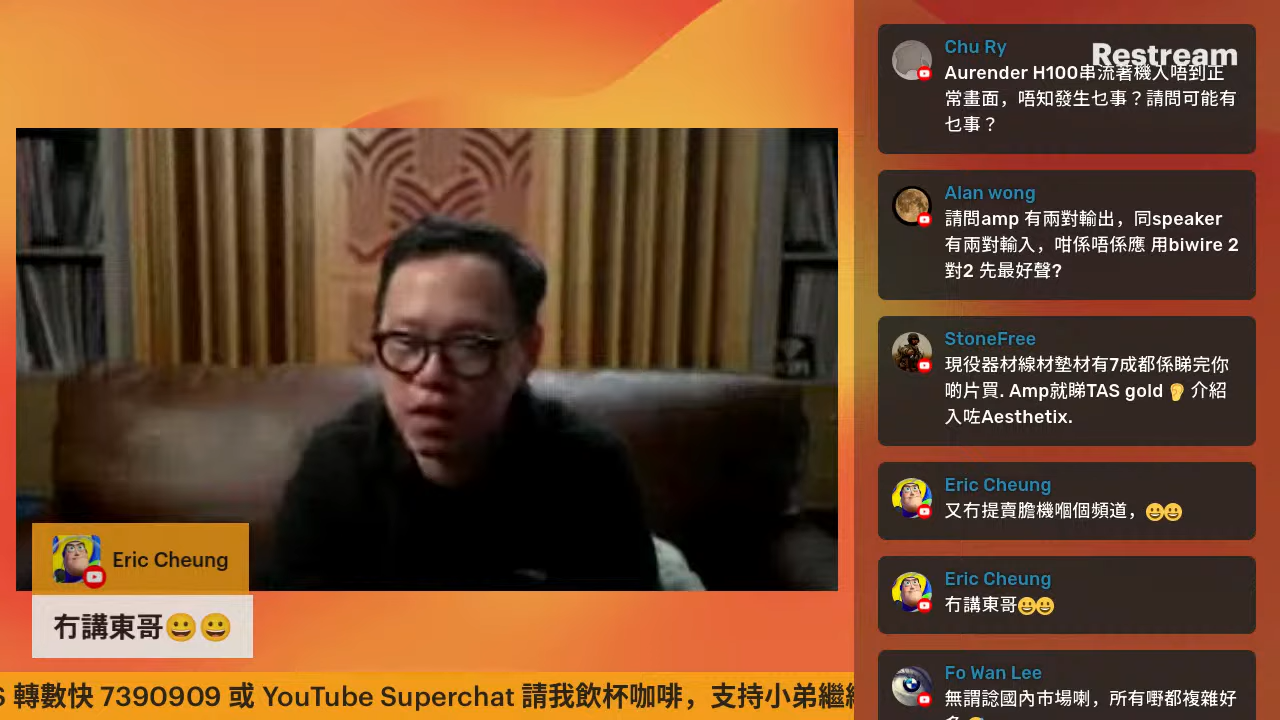 Restream
Chu Ry
Aurender H100串流著機入唔到正
常畫面，唔知發生乜事？請問可能有
乜事？
Alan wong
請問amp 有兩對輸出，同speaker
有兩對輸入，咁係唔係應 用biwire 2
對2 先最好聲?
StoneFree
現役器材線材墊材有7成都係睇完你
啲片買. Amp就睇TAS gold 👂 介紹
入咗Aesthetix.
Eric Cheung
又冇提賣膽機嗰個頻道，😀😀
Eric Cheung
冇講東哥😀😀
Fo Wan Lee
無謂諗國內市場喇，所有嘢都複雜好
Eric Cheung
冇講東哥😀😀
S 轉數快 7390909 或 YouTube Superchat 請我飲杯咖啡，支持小弟繼